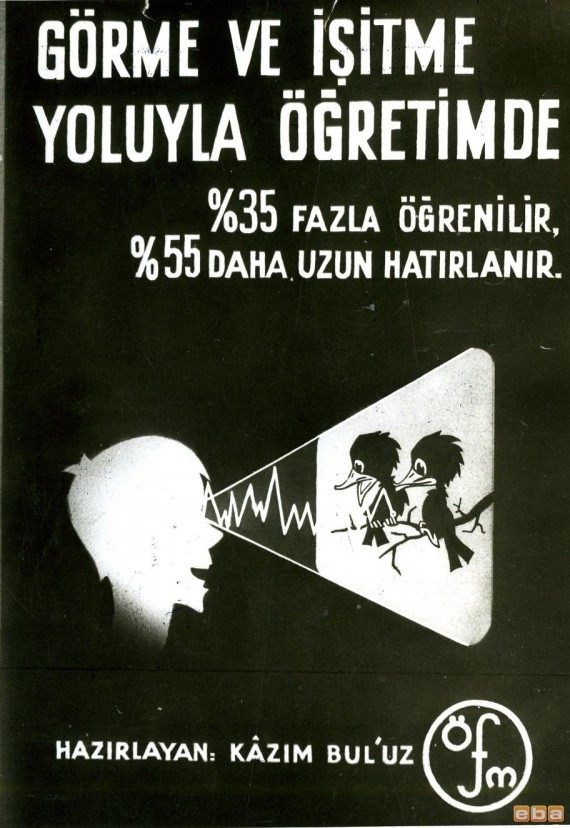 GÖRME VE İŞİTME
YOLUYLA ÖĞRETİMDE
%35 FAZLA ÖĞRENİLİR,
%55 DAHA UZUN HATIRLANIR.
HAZIRLAYAN: KÂZIM BUL'UZ
öfm
eba